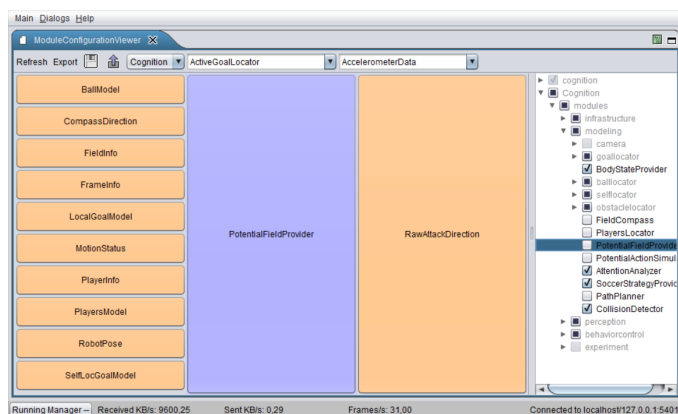 Main Dialogs Help
ModuleConfigurationViewer
Refresh Export Cognition ActiveGoalLocator AccelerometerData
BallModel
CompassDirection
FieldInfo
FrameInfo
LocalGoalModel
MotionStatus
PlayerInfo
PlayersModel
RobotPose
SelfLocGoalModel
PotentialFieldProvider
RawAttackDirection
cognition
Cognition
modules
infrastructure
modeling
camera
goallocator
BodyStateProvider
balllocator
selflocator
obstaclelocator
FieldCompass
PlayersLocator
PotentialFieldProvide
PotentialActionSimul
AttentionAnalyzer
SoccerStrategyProvic
PathPlanner
CollisionDetector
perception
behaviorcontrol
experiment
Running Manager -- Received KB/s: 9600,25 Sent KB/s: 0,29 Frames/s: 31,00 Connected to localhost/127.0.0.1:5401